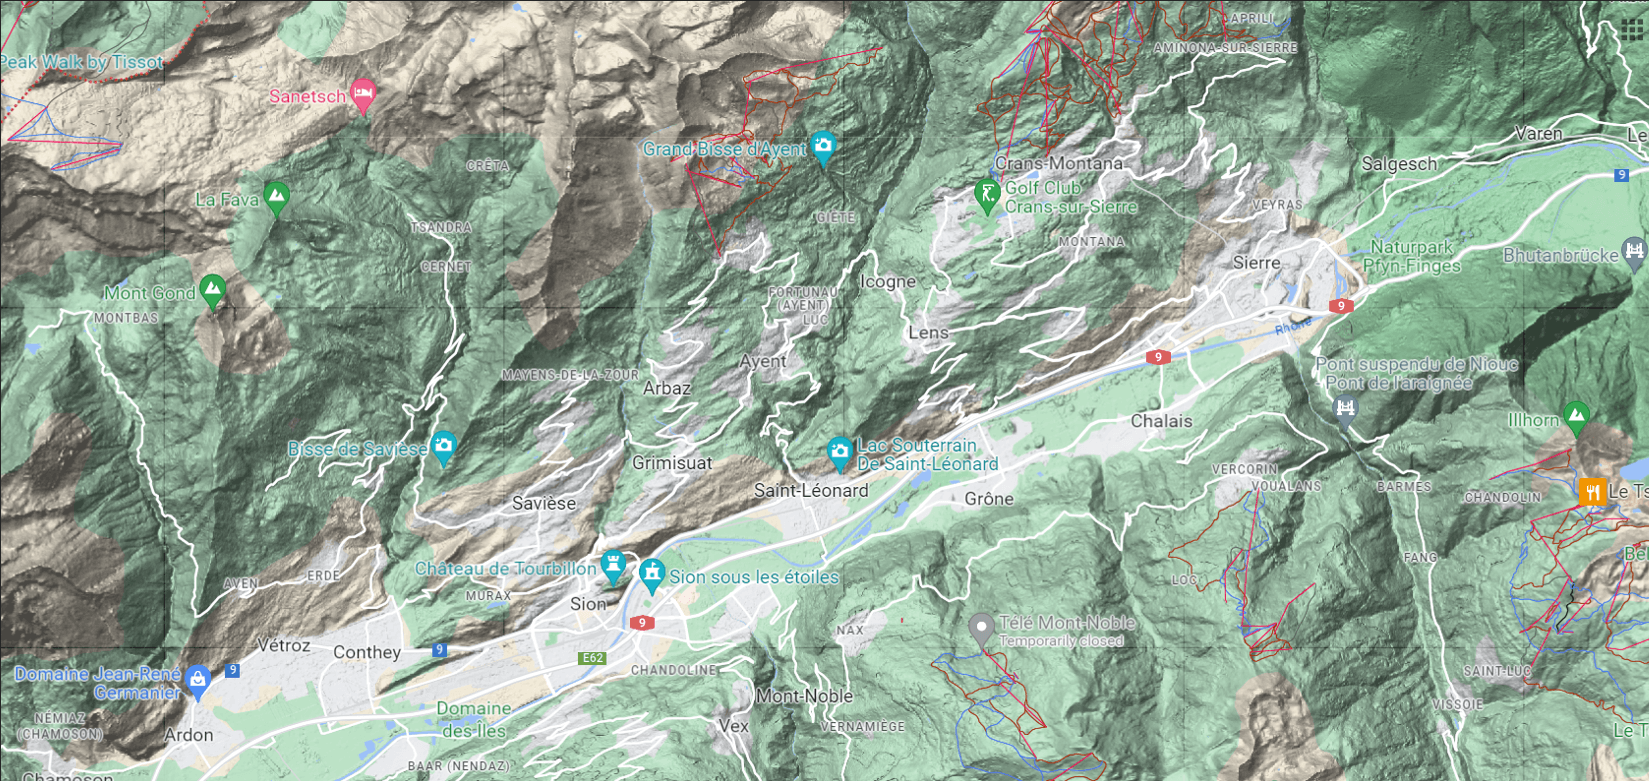 CAPRILI
AMINONA-SUR-SIERRE
Peak Walk by Tissot
Sanetsch
Varen
Le
Grand Bisse d'Ayent
CRÊTA
Crans-Montana
Salgesch
9
La Fava
Golf Club
Crans-sur-Sierre
VEYRAS
GIÈTE
TSANDRA
MONTANA
Naturpark
Pfyn-Finges
Bhutanbrücke
CERNET
Sierre
Icogne
Mont Gond
FORTUNAU
(AYENT)
LUC
MONTBAS
9
Lens
Rhone
9
Ayent
Pont suspendu de Niouc
Pont de l'araignée
MAYENS-DE-LA-ZOUR
Arbaz
Illhorn
Chalais
Bisse de Savièse
Lac Souterrain
De Saint-Léonard
Grimisuat
VERCORIN
VOUALANS
BARMES
CHANDOLIN
Le Ts
Saint-Léonard
Grône
Savièse
FANG
Bel
Château de Tourbillon
Sion sous les étoiles
ERDE
AVEN
LOC
MURAX
Sion
9
NAX
Télé Mont-Noble
Temporarily closed
Vétroz
Conthey
9
E62
9
CHANDOLINE
SAINT-LUC
Domaine Jean-René
Germanier
Mont-Noble
VISSOIE
Domaine
des Îles
NÉMIAZ
(CHAMOSON)
Ardon
Vex
VERNAMIÈGE
Le T
BAAR (NENDAZ)
Chamoson